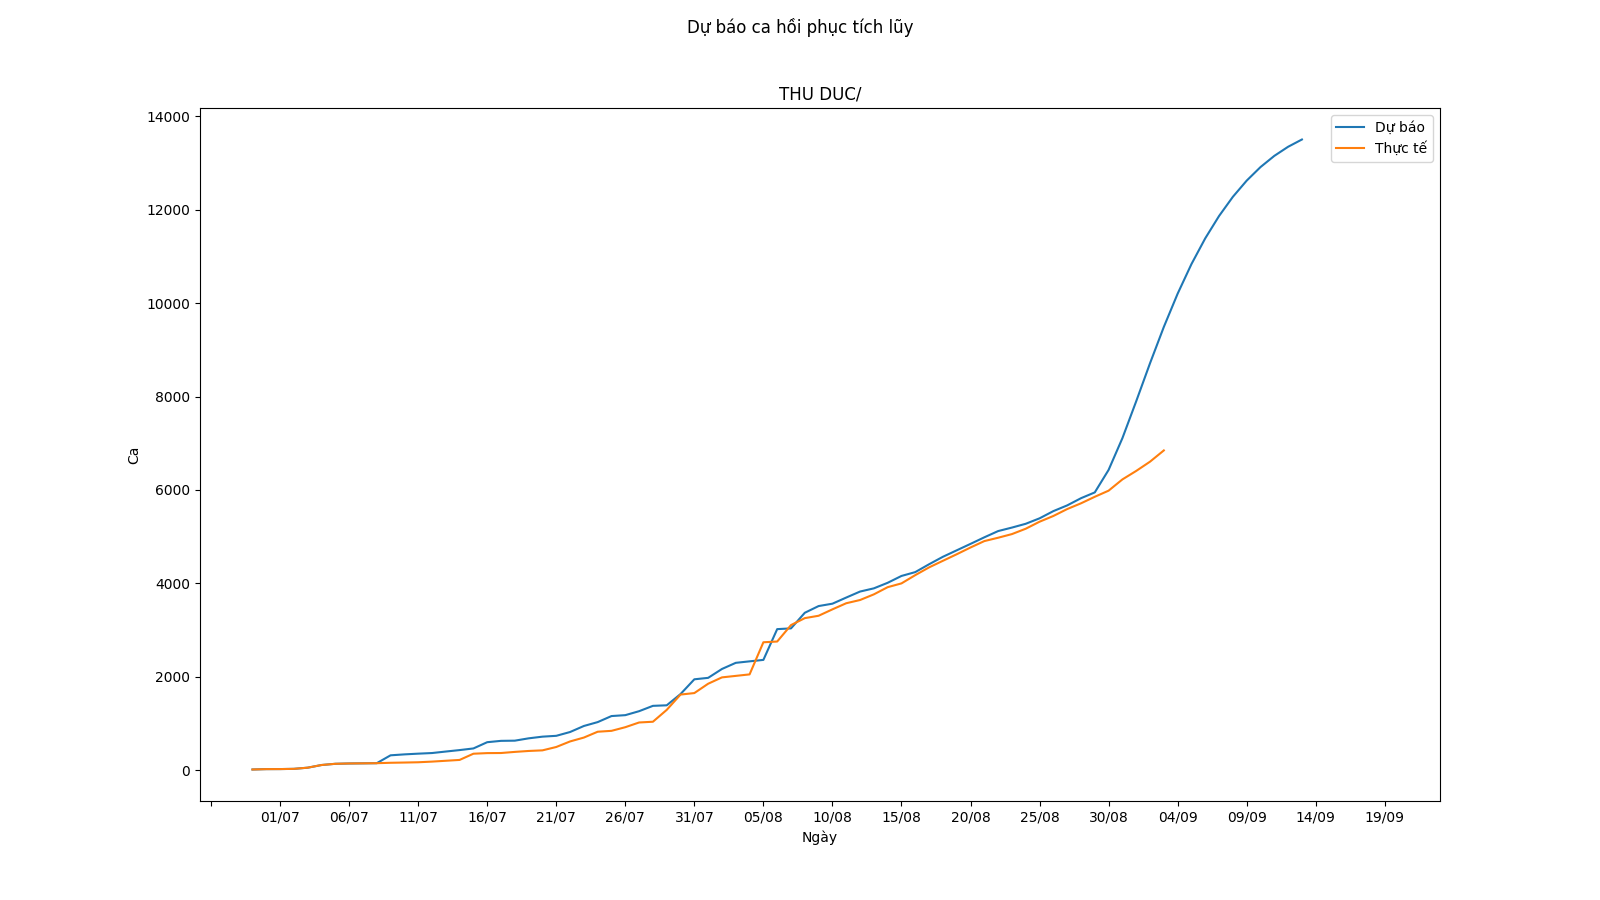 Dự báo ca hồi phục tích lũy
THU DUC/
Dự báo
Thực tế
14000
12000
10000
8000
6000
4000
2000
0
Ca
01/07 06/07 11/07 16/07 21/07 26/07 31/07 05/08 10/08 15/08 20/08 25/08 30/08 04/09 09/09 14/09 19/09
Ngày